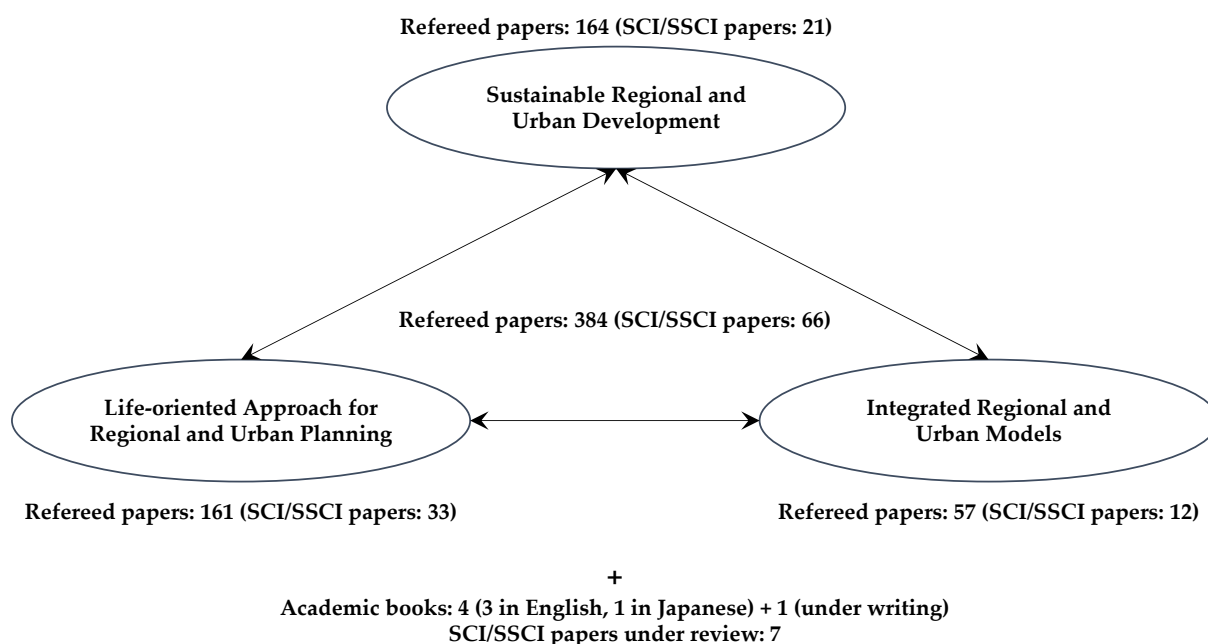 Refereed papers: 164 (SCI/SSCI papers: 21)
Sustainable Regional and
Urban Development
Refereed papers: 384 (SCI/SSCI papers: 66)
Life-oriented Approach for
Regional and Urban Planning
Integrated Regional and
Urban Models
Refereed papers: 161 (SCI/SSCI papers: 33)
Refereed papers: 57 (SCI/SSCI papers: 12)
+
Academic books: 4 (3 in English, 1 in Japanese) + 1 (under writing)
SCI/SSCI papers under review: 7